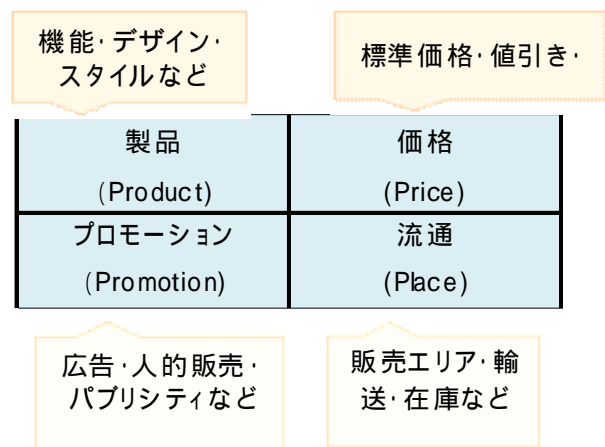 機能・デザイン・
スタイルなど
標準価格・値引き・
製品
(Product)
価格
(Price)
プロモーション
(Promotion)
流通
(Place)
広告・人的販売・
パブリシティなど
販売エリア・輸
送・在庫など